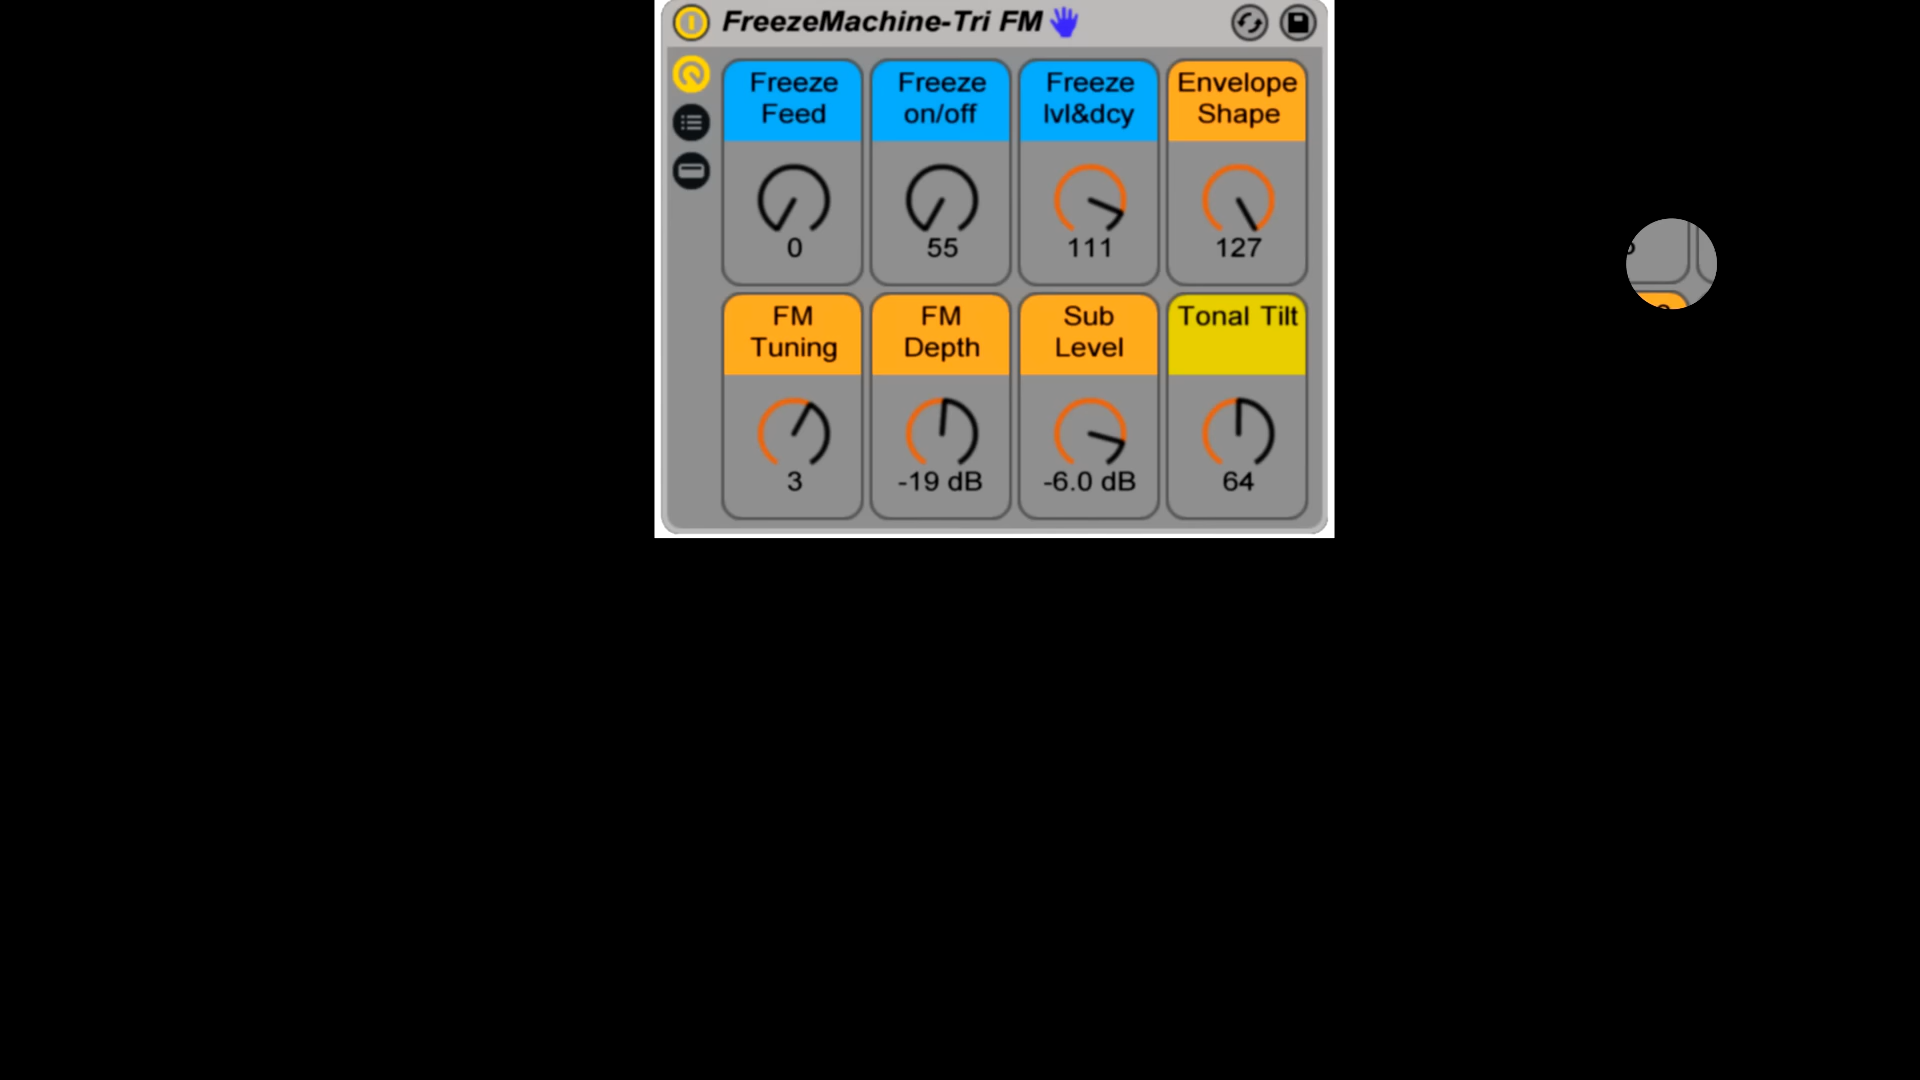 FreezeMachine-Tri FM
Freeze Feed
Freeze on/off
Freeze lvl&dcy
Envelope Shape
0
55
111
127
FM Tuning
FM Depth
Sub Level
Tonal Tilt
3
-19 dB
-6.0 dB
64